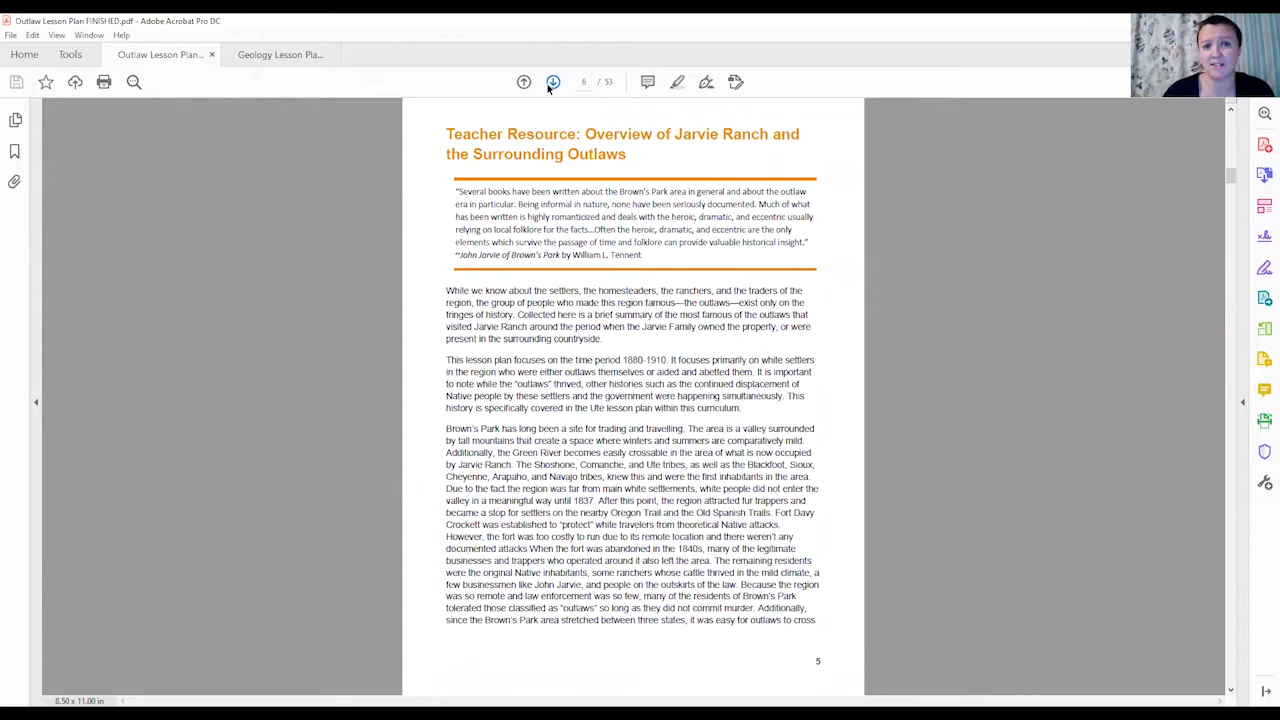 Outlaw Lesson Plan FINISHED.pdf - Adobe Acrobat Pro DC
File Edit View Window Help
Home Tools Outlaw Lesson Plan... × Geology Lesson Pla...
6 / 53
Teacher Resource: Overview of Jarvie Ranch and
the Surrounding Outlaws
"Several books have been written about the Brown's Park area in general and about the outlaw
era in particular. Being informal in nature, none have been seriously documented. Much of what
has been written is highly romanticized and deals with the heroic, dramatic, and eccentric usually
relying on local folklore for the facts...Often the heroic, dramatic, and eccentric are the only
elements which survive the passage of time and folklore can provide valuable historical insight."
~John Jarvie of Brown's Park by William L. Tennent
While we know about the settlers, the homesteaders, the ranchers, and the traders of the
region, the group of people who made this region famous—the outlaws—exist only on the
fringes of history. Collected here is a brief summary of the most famous of the outlaws that
visited Jarvie Ranch around the period when the Jarvie Family owned the property, or were
present in the surrounding countryside.
This lesson plan focuses on the time period 1880-1910. It focuses primarily on white settlers
in the region who were either outlaws themselves or aided and abetted them. It is important
to note while the "outlaws" thrived, other histories such as the continued displacement of
Native people by these settlers and the government were happening simultaneously. This
history is specifically covered in the Ute lesson plan within this curriculum.
Brown's Park has long been a site for trading and travelling. The area is a valley surrounded
by tall mountains that create a space where winters and summers are comparatively mild.
Additionally, the Green River becomes easily crossable in the area of what is now occupied
by Jarvie Ranch. The Shoshone, Comanche, and Ute tribes, as well as the Blackfoot, Sioux,
Cheyenne, Arapaho, and Navajo tribes, knew this and were the first inhabitants in the area.
Due to the fact the region was far from main white settlements, white people did not enter the
valley in a meaningful way until 1837. After this point, the region attracted fur trappers and
became a stop for settlers on the nearby Oregon Trail and the Old Spanish Trails. Fort Davy
Crockett was established to "protect" white travelers from theoretical Native attacks.
However, the fort was too costly to run due to its remote location and there weren't any
documented attacks When the fort was abandoned in the 1840s, many of the legitimate
businesses and trappers who operated around it also left the area. The remaining residents
were the original Native inhabitants, some ranchers whose cattle thrived in the mild climate, a
few businessmen like John Jarvie, and people on the outskirts of the law. Because the region
was so remote and law enforcement was so few, many of the residents of Brown's Park
tolerated those classified as "outlaws" so long as they did not commit murder. Additionally,
since the Brown's Park area stretched between three states, it was easy for outlaws to cross
5
8.50 x 11.00 in